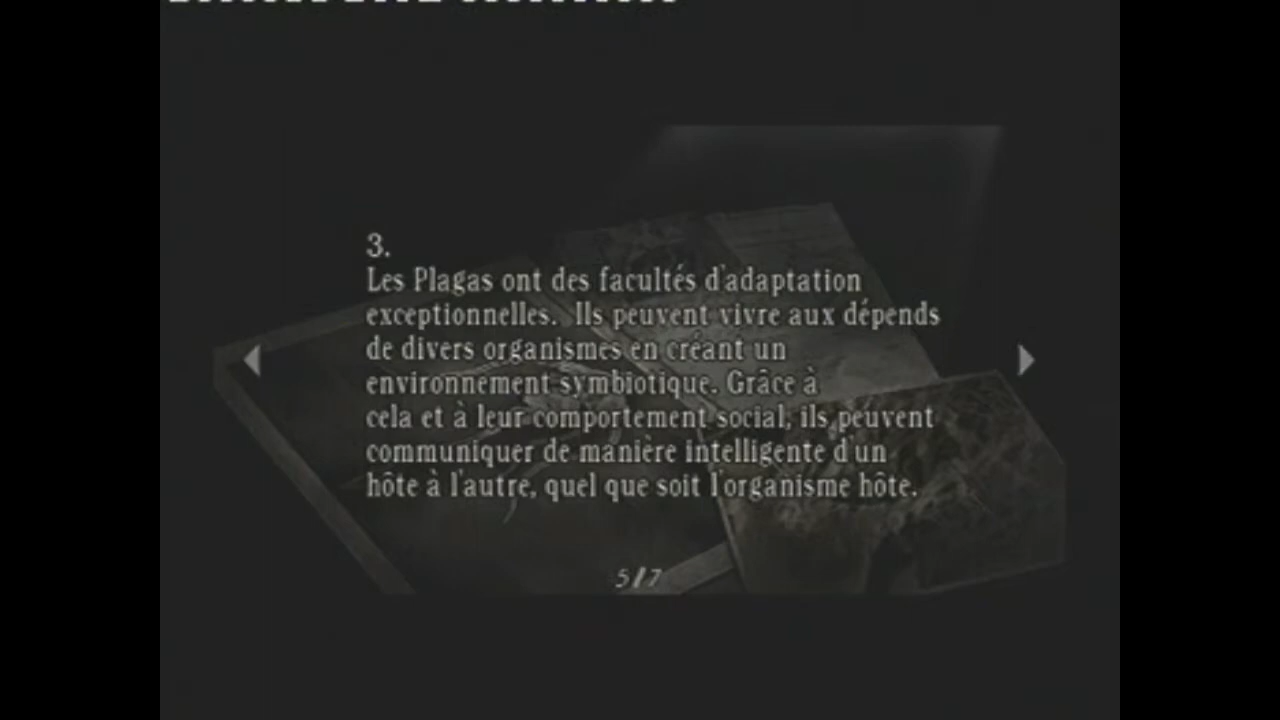 3.
Les Plagas ont des facultés d'adaptation
exceptionnelles. Ils peuvent vivre aux dépends
de divers organismes en créant un
environnement symbiotique. Grâce à
cela et à leur comportement social, ils peuvent
communiquer de manière intelligente d'un
hôte à l'autre, quel que soit l'organisme hôte.
5/7